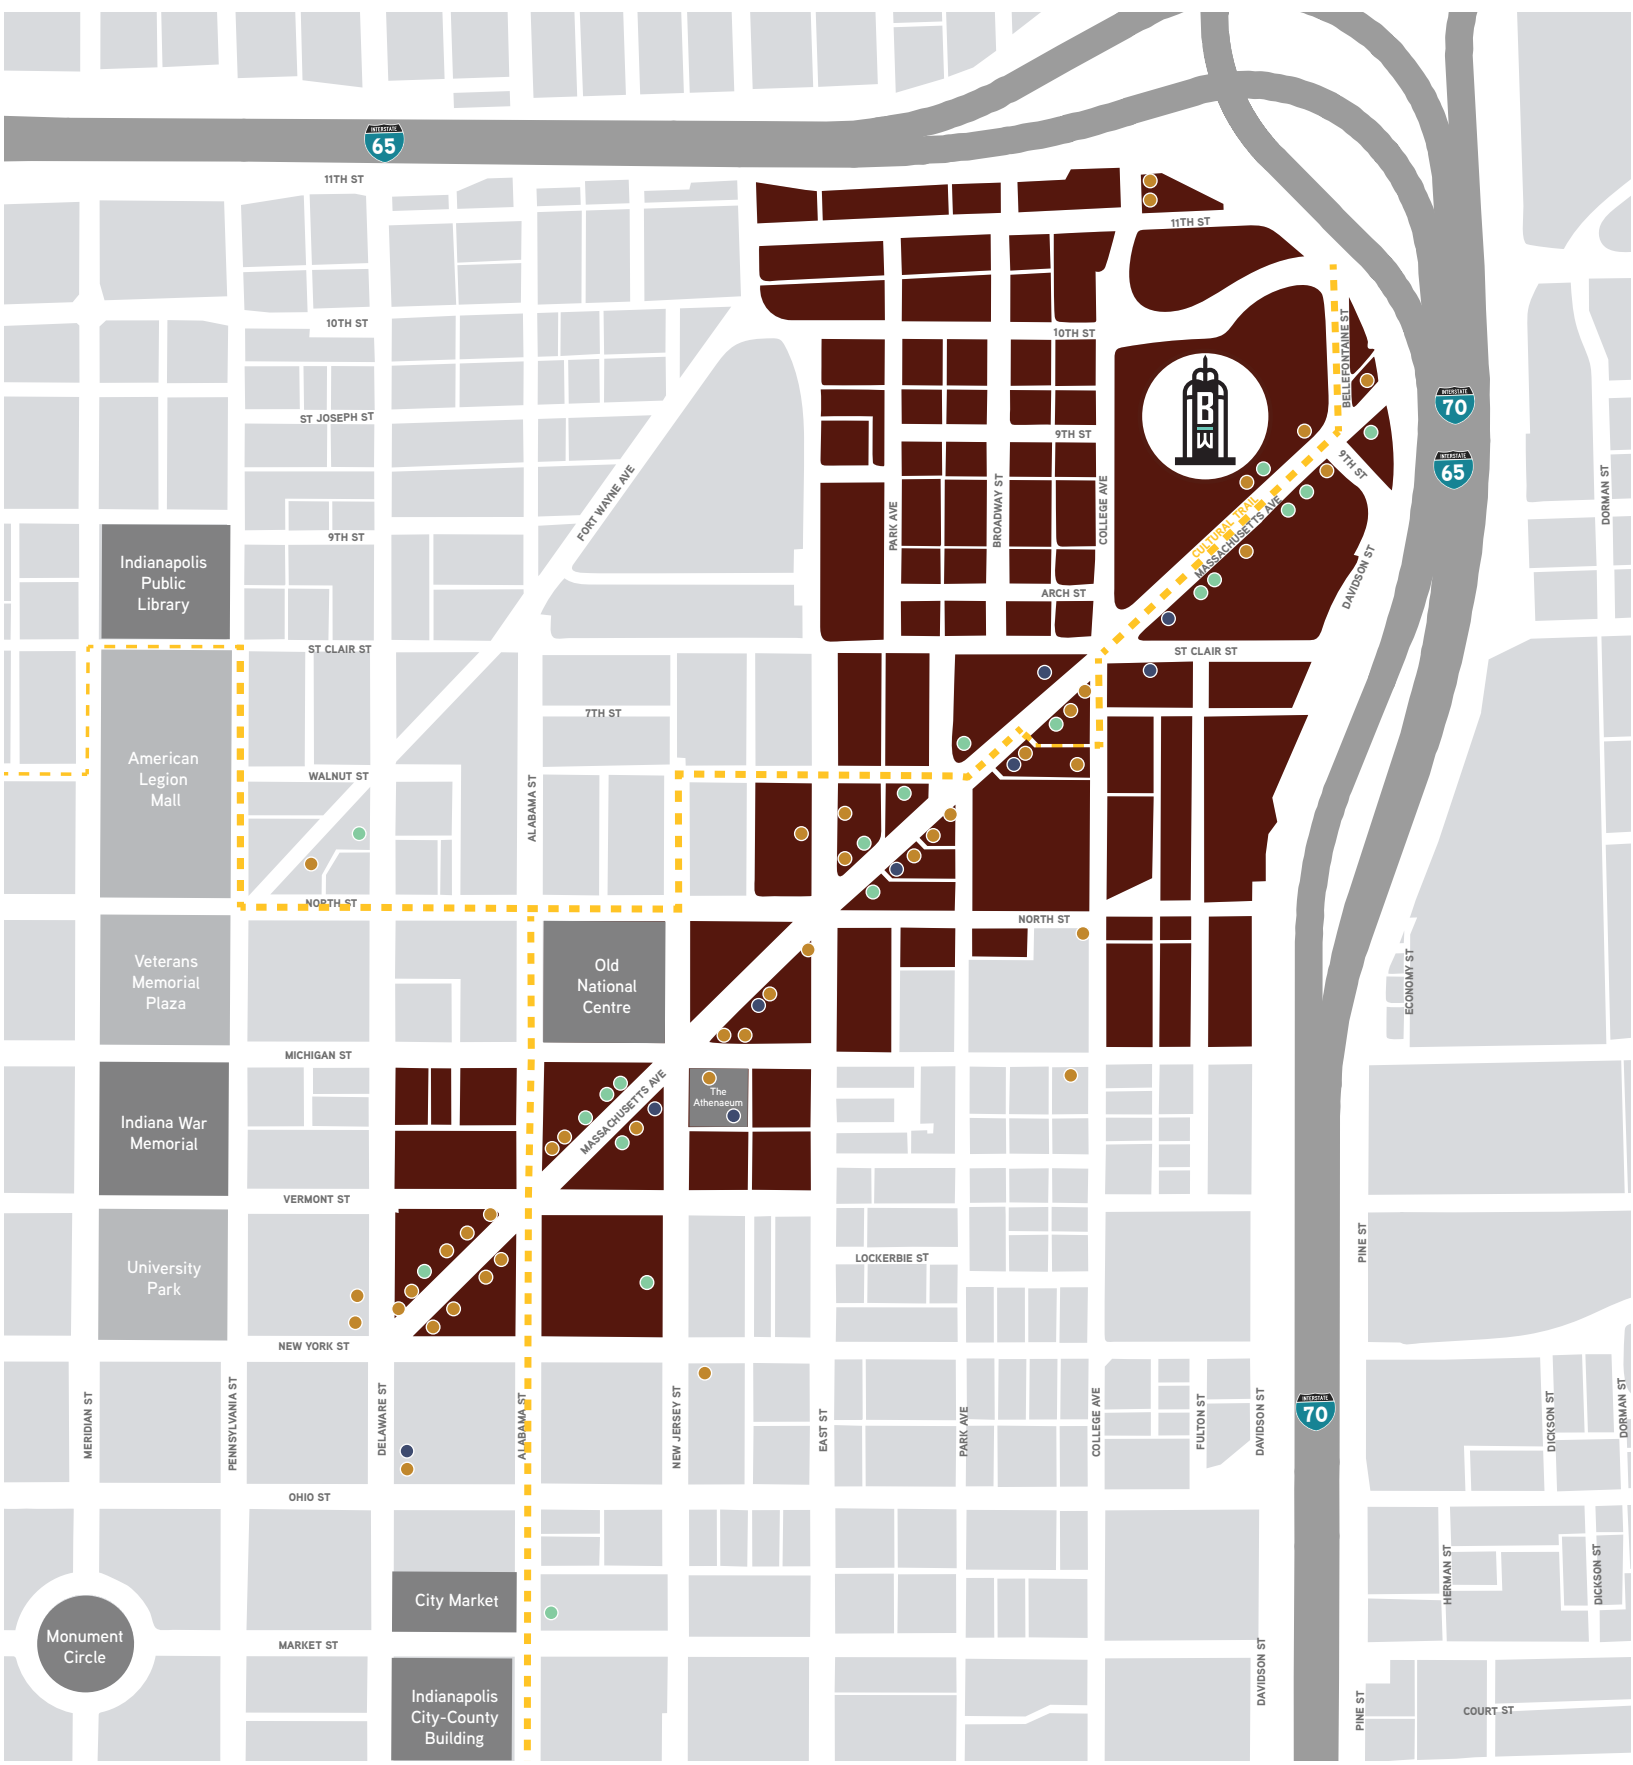 INTERSTATE
65
11TH ST
11TH ST
10TH ST
10TH ST
BELLEFONTAINE ST
INTERSTATE
70
ST JOSEPH ST
9TH ST
B
W
9TH ST
INTERSTATE
65
FORT WAYNE AVE
PARK AVE
BROADWAY ST
COLLEGE AVE
CULTURAL TRAIL
MASSACHUSETTS AVE
DORMAN ST
9TH ST
Indianapolis
Public
Library
ARCH ST
DAVIDSON ST
ST CLAIR ST
ST CLAIR ST
7TH ST
American
Legion
Mall
WALNUT ST
ALABAMA ST
NORTH ST
NORTH ST
Veterans
Memorial
Plaza
Old
National
Centre
ECONOMY ST
MICHIGAN ST
MASSACHUSETTS AVE
The
Athenaeum
Indiana War
Memorial
VERMONT ST
University
Park
LOCKERBIE ST
PINE ST
NEW YORK ST
MERIDIAN ST
PENNSYLVANIA ST
DELAWARE ST
ALABAMA ST
NEW JERSEY ST
EAST ST
PARK AVE
COLLEGE AVE
FULTON ST
DAVIDSON ST
INTERSTATE
70
DICKSON ST
DORMAN ST
OHIO ST
City Market
HERMAN ST
DICKSON ST
Monument
Circle
MARKET ST
DAVIDSON ST
Indianapolis
City-County
Building
PINE ST
COURT ST